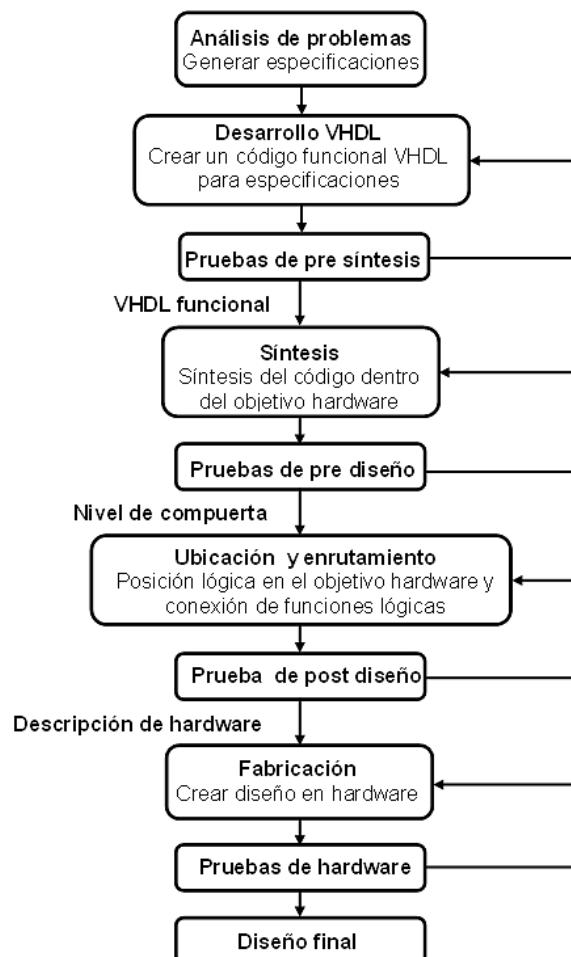 Análisis de problemas
Generar especificaciones
Desarrollo VHDL
Crear un código funcional VHDL
para especificaciones
Pruebas de pre síntesis
VHDL funcional
Síntesis
Síntesis del código dentro
del objetivo hardware
Pruebas de pre diseño
Nivel de compuerta
Ubicación y enrutamiento
Posición lógica en el objetivo hardware y
conexión de funciones lógicas
Prueba de post diseño
Descripción de hardware
Fabricación
Crear diseño en hardware
Pruebas de hardware
Diseño final